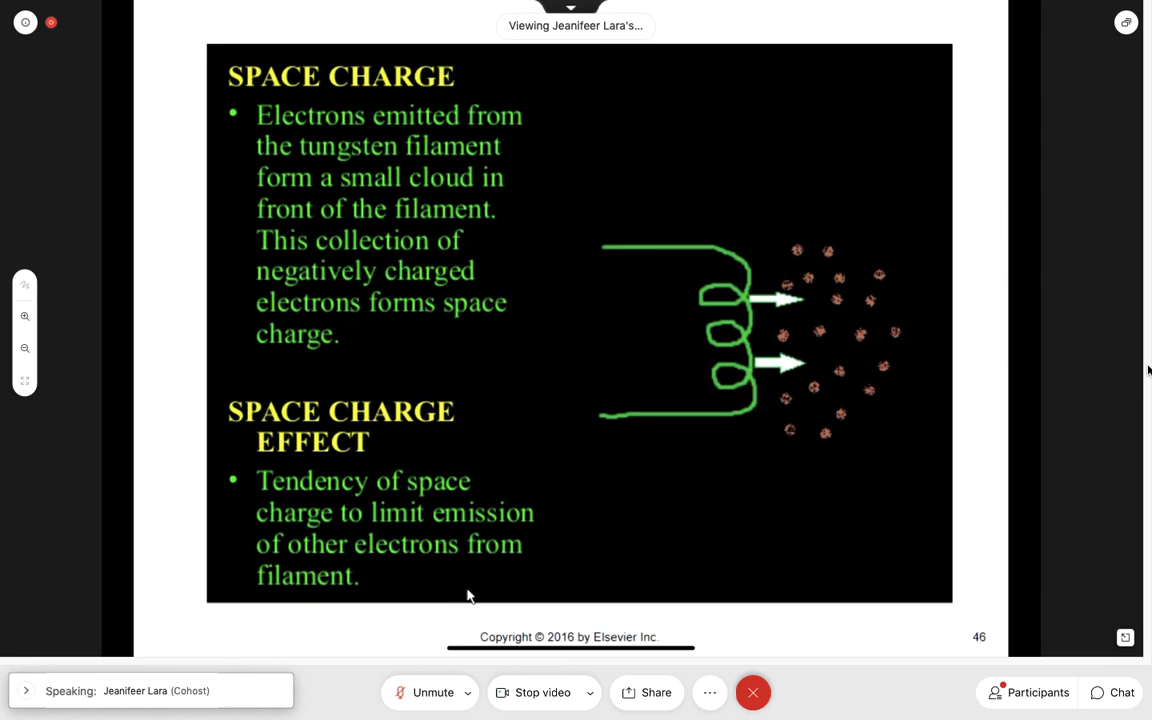 Viewing Jeanifeer Lara's...
SPACE CHARGE
• Electrons emitted from
the tungsten filament
form a small cloud in
front of the filament.
This collection of
negatively charged
electrons forms space
charge.
SPACE CHARGE
EFFECT
• Tendency of space
charge to limit emission
of other electrons from
filament.
Copyright © 2016 by Elsevier Inc.
46
Speaking: Jeanifeer Lara (Cohost)
Unmute
Stop video
Share
Participants
Chat